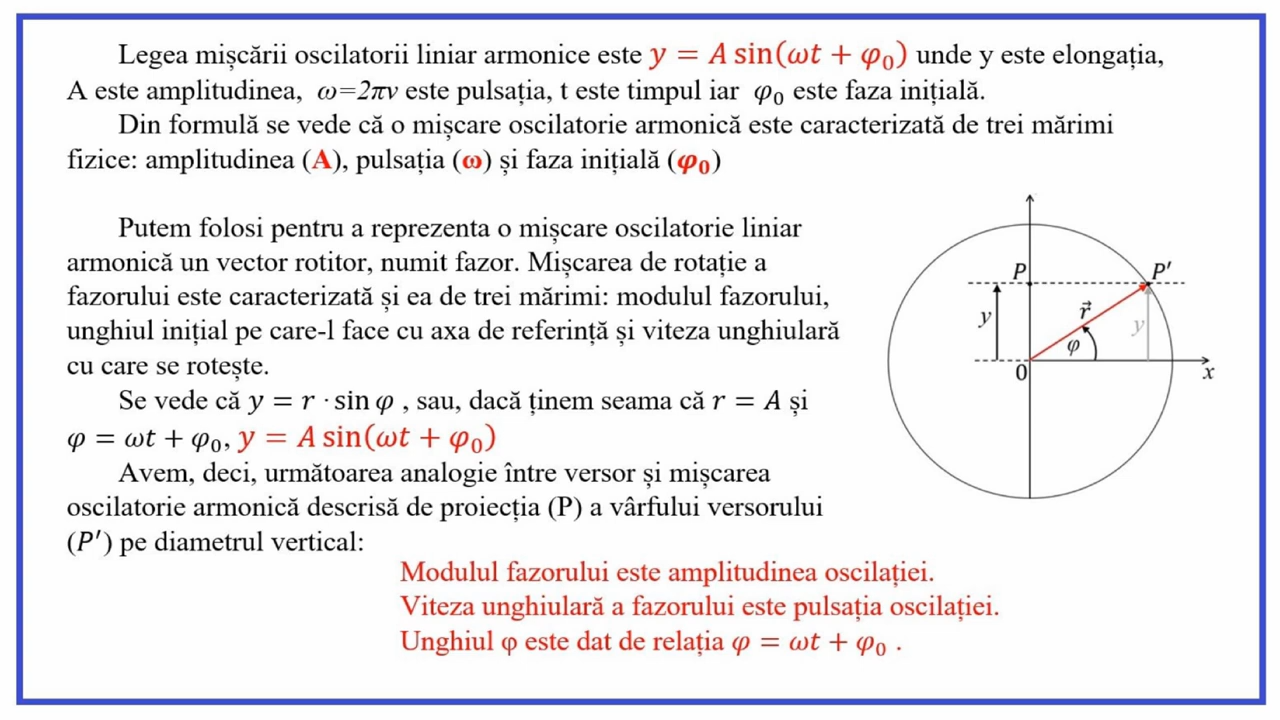 Legea mișcării oscilatorii liniar armonice este y = A sin(ωt + φ₀) unde y este elongația,
A este amplitudinea, ω=2πν este pulsația, t este timpul iar φ₀ este faza inițială.
Din formulă se vede că o mișcare oscilatorie armonică este caracterizată de trei mărimi
fizice: amplitudinea (A), pulsația (ω) și faza inițială (φ₀)
Putem folosi pentru a reprezenta o mișcare oscilatorie liniar
armonică un vector rotitor, numit fazor. Mișcarea de rotație a
fazorului este caracterizată și ea de trei mărimi: modulul fazorului,
unghiul inițial pe care-l face cu axa de referință și viteza unghiulară
cu care se rotește.
Se vede că y = r · sin φ , sau, dacă ținem seama că r = A și
φ = ωt + φ₀, y = A sin(ωt + φ₀)
Avem, deci, următoarea analogie între versor și mișcarea
oscilatorie armonică descrisă de proiecția (P) a vârfului versorului
(P′) pe diametrul vertical:
Modulul fazorului este amplitudinea oscilației.
Viteza unghiulară a fazorului este pulsația oscilației.
Unghiul φ este dat de relația φ = ωt + φ₀ .
P P′
y r⃗ y
φ
0 x